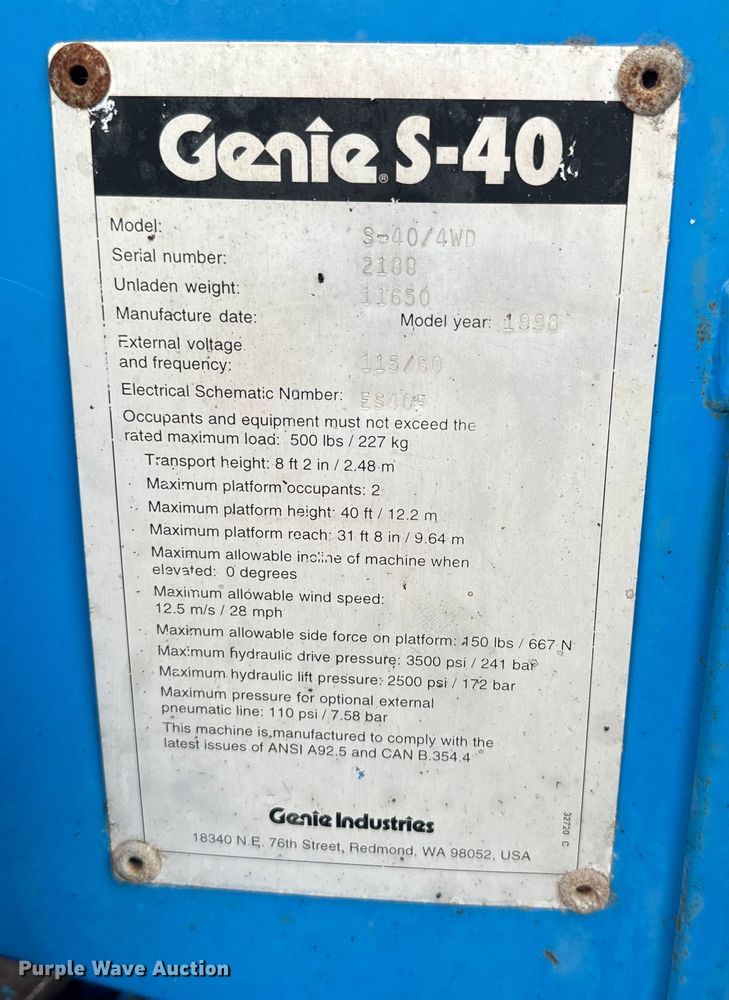 Genie® S-40
Model: S-40/4WD
Serial number: 2188
Unladen weight: 11650
Manufacture date: Model year: 1998
External voltage
and frequency: 115/60
Electrical Schematic Number:
Occupants and equipment must not exceed the
rated maximum load: 500 lbs / 227 kg
Transport height: 8 ft 2 in / 2.48 m
Maximum platform occupants: 2
Maximum platform height: 40 ft / 12.2 m
Maximum platform reach: 31 ft 8 in / 9.64 m
Maximum allowable incline of machine when
elevated: 0 degrees
Maximum allowable wind speed:
12.5 m/s / 28 mph
Maximum allowable side force on platform: 150 lbs / 667 N
Maximum hydraulic drive pressure: 3500 psi / 241 bar
Maximum hydraulic lift pressure: 2500 psi / 172 bar
Maximum pressure for optional external
pneumatic line: 110 psi / 7.58 bar
This machine is manufactured to comply with the
latest issues of ANSI A92.5 and CAN B.354.4
Genie Industries
18340 N.E. 76th Street, Redmond, WA 98052, USA
32720 C
Purple Wave Auction